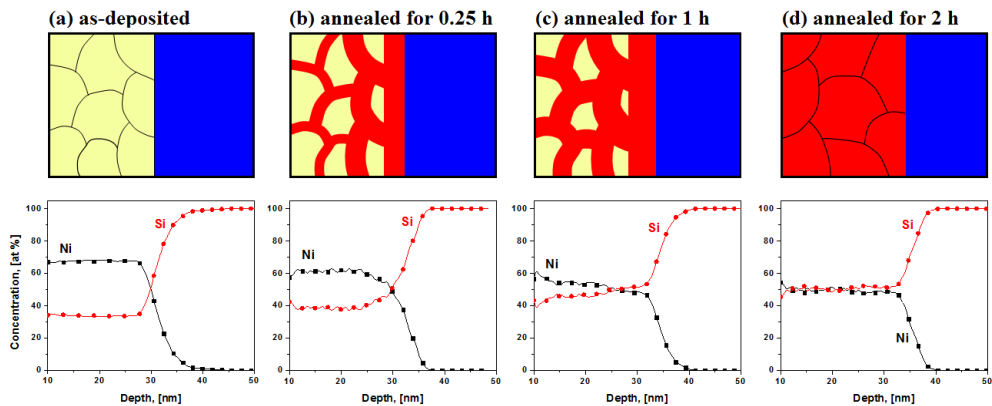 (a) as-deposited
(b) annealed for 0.25 h
(c) annealed for 1 h
(d) annealed for 2 h
Concentration, [at %]
100
80
60
40
20
0
Ni
Si
10 20 30 40 50
Depth, [nm]
100
80
60
40
20
0
Ni
Si
10 20 30 40 50
Depth, [nm]
100
80
60
40
20
0
Ni
Si
10 20 30 40 50
Depth, [nm]
100
80
60
40
20
0
Si
Ni
10 20 30 40 50
Depth, [nm]